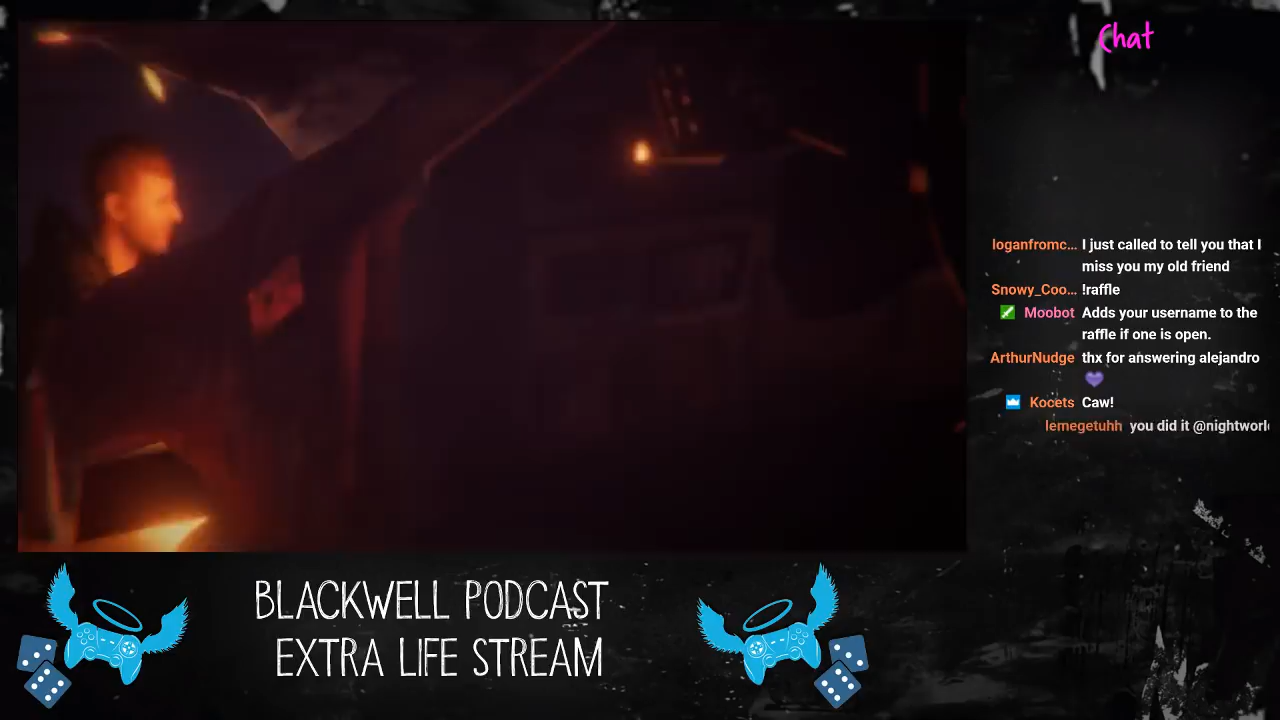 Chat
loganfromc... I just called to tell you that I
miss you my old friend
Snowy_Coo... !raffle
Moobot Adds your username to the
raffle if one is open.
ArthurNudge thx for answering alejandro
Kocets Caw!
lemegetuhh you did it @nightworl
BLACKWELL PODCAST
EXTRA LIFE STREAM